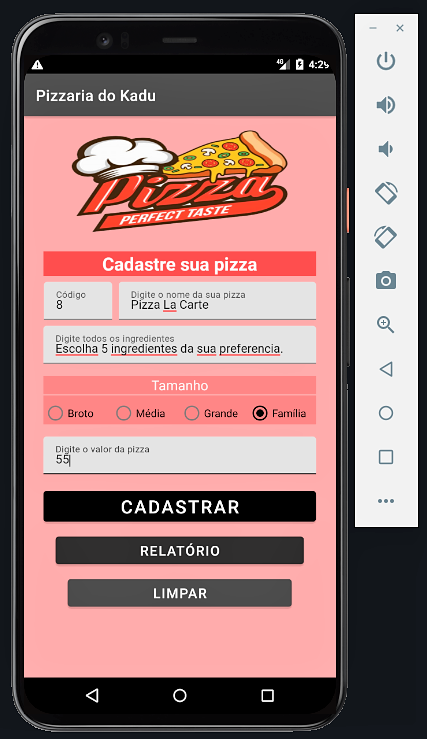 4G 4:29
Pizzaria do Kadu
Pizza
PERFECT TASTE
Cadastre sua pizza
Código
8
Digite o nome da sua pizza
Pizza La Carte
Digite todos os ingredientes
Escolha 5 ingredientes da sua preferencia.
Tamanho
Broto Média Grande Família
Digite o valor da pizza
55
CADASTRAR
RELATÓRIO
LIMPAR